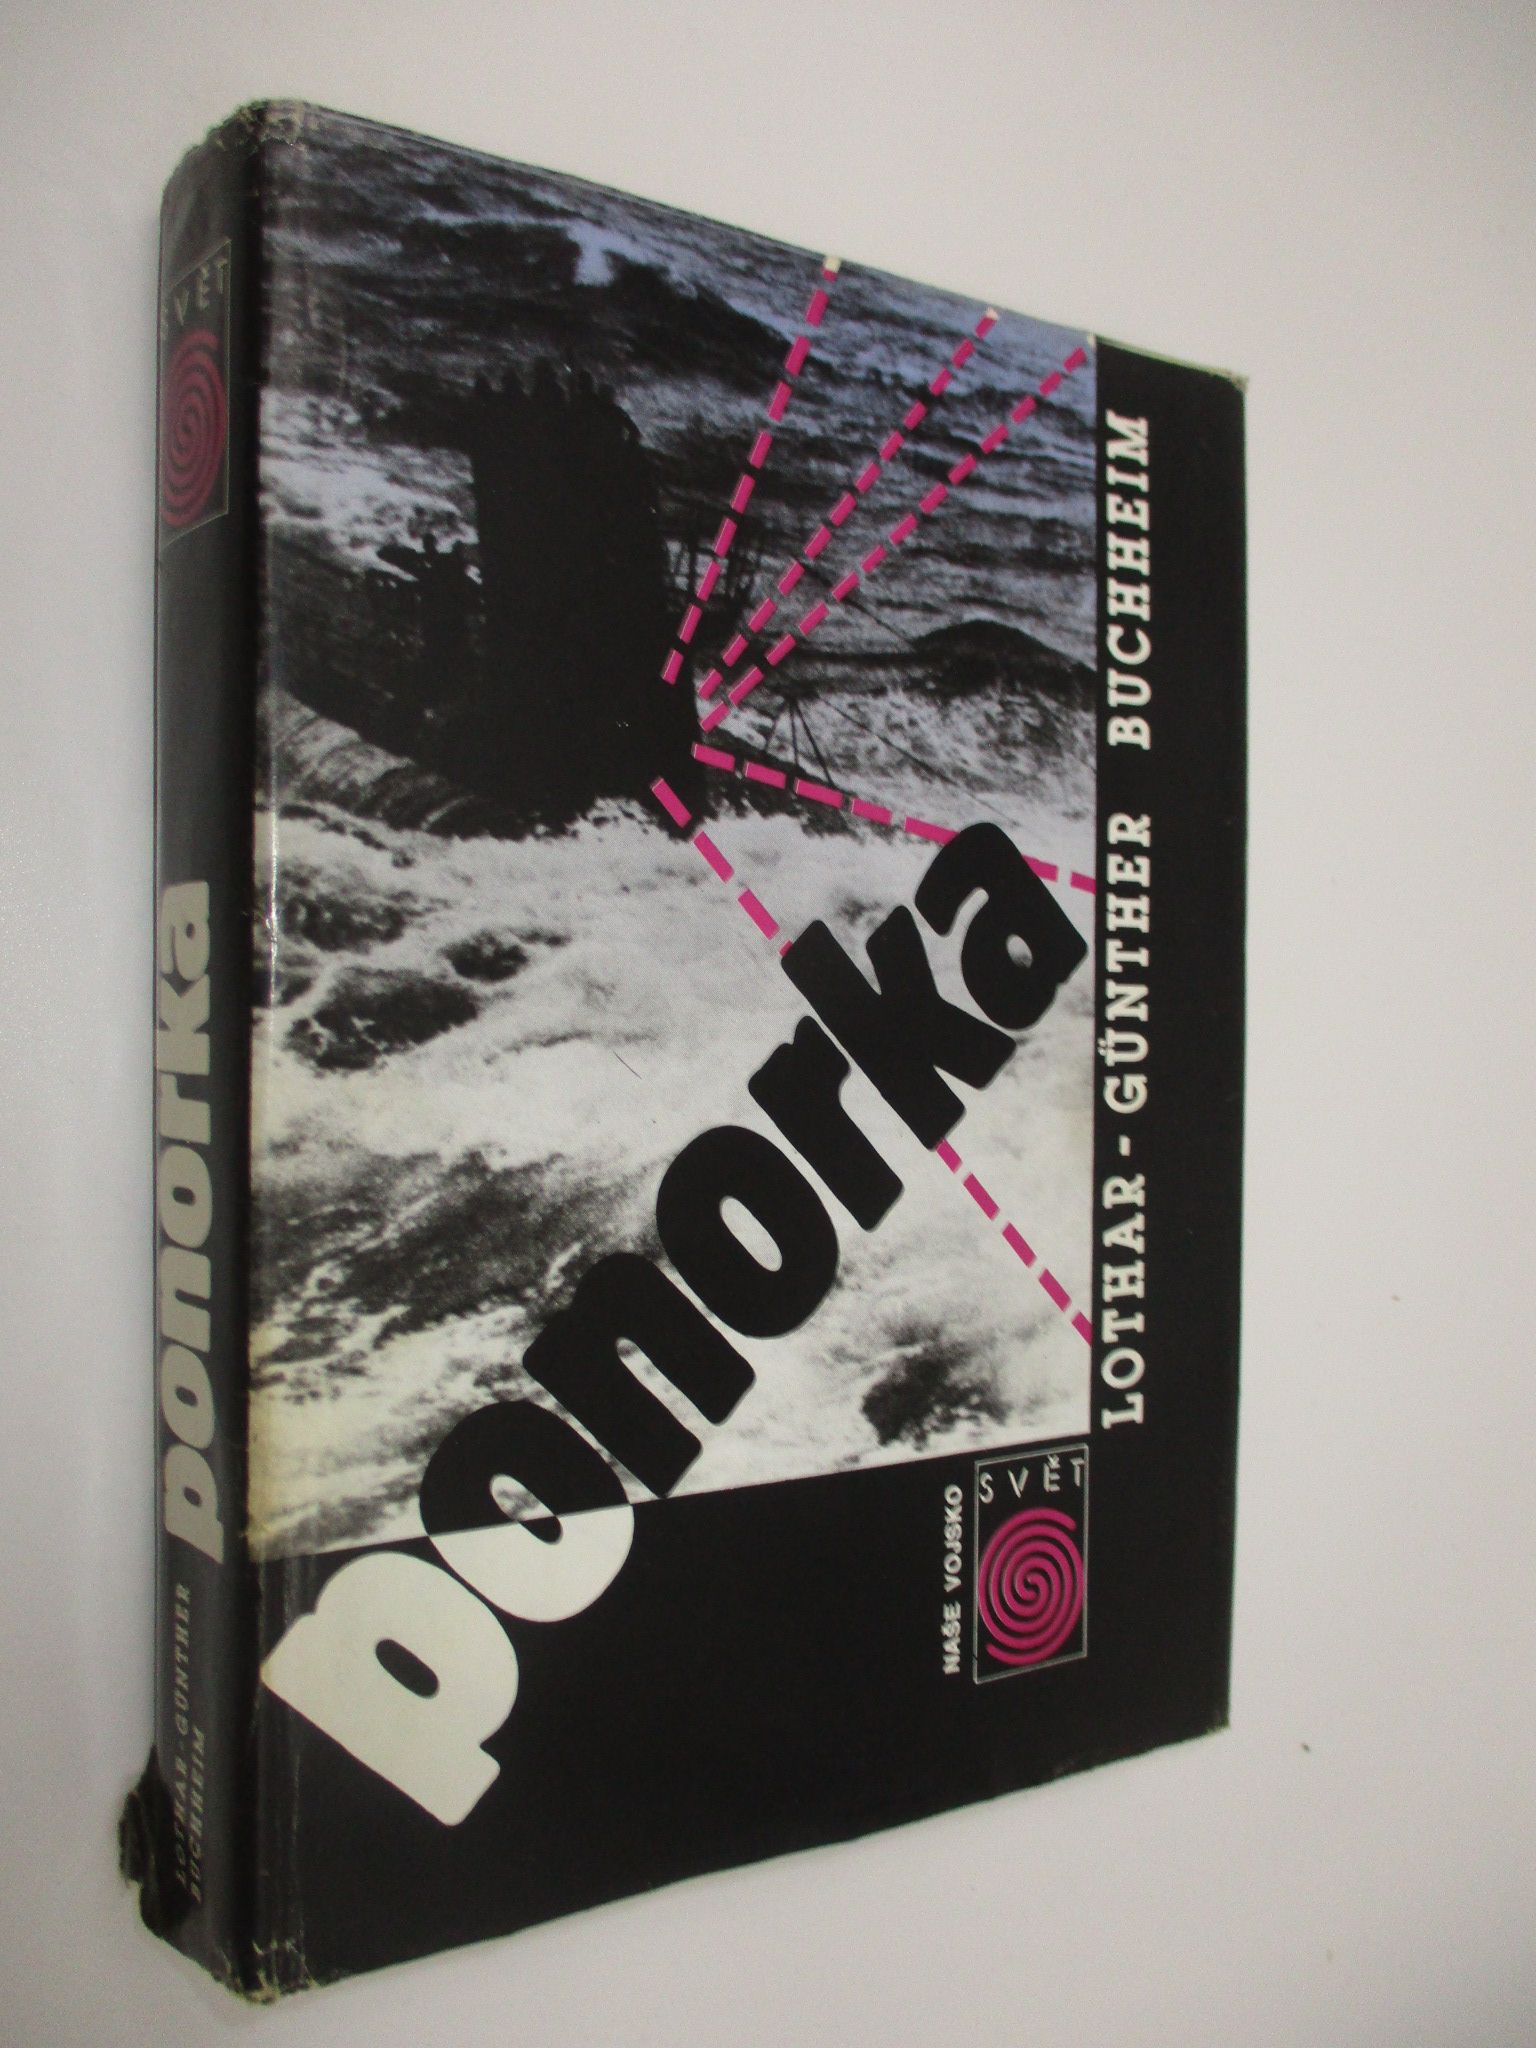 LOTHAR-GÜNTHER BUCHHEIM
ponorka
NAŠE VOJSKO
SVĚT
LOTHAR-GÜNTHER
BUCHHEIM
ponorka
SVĚT